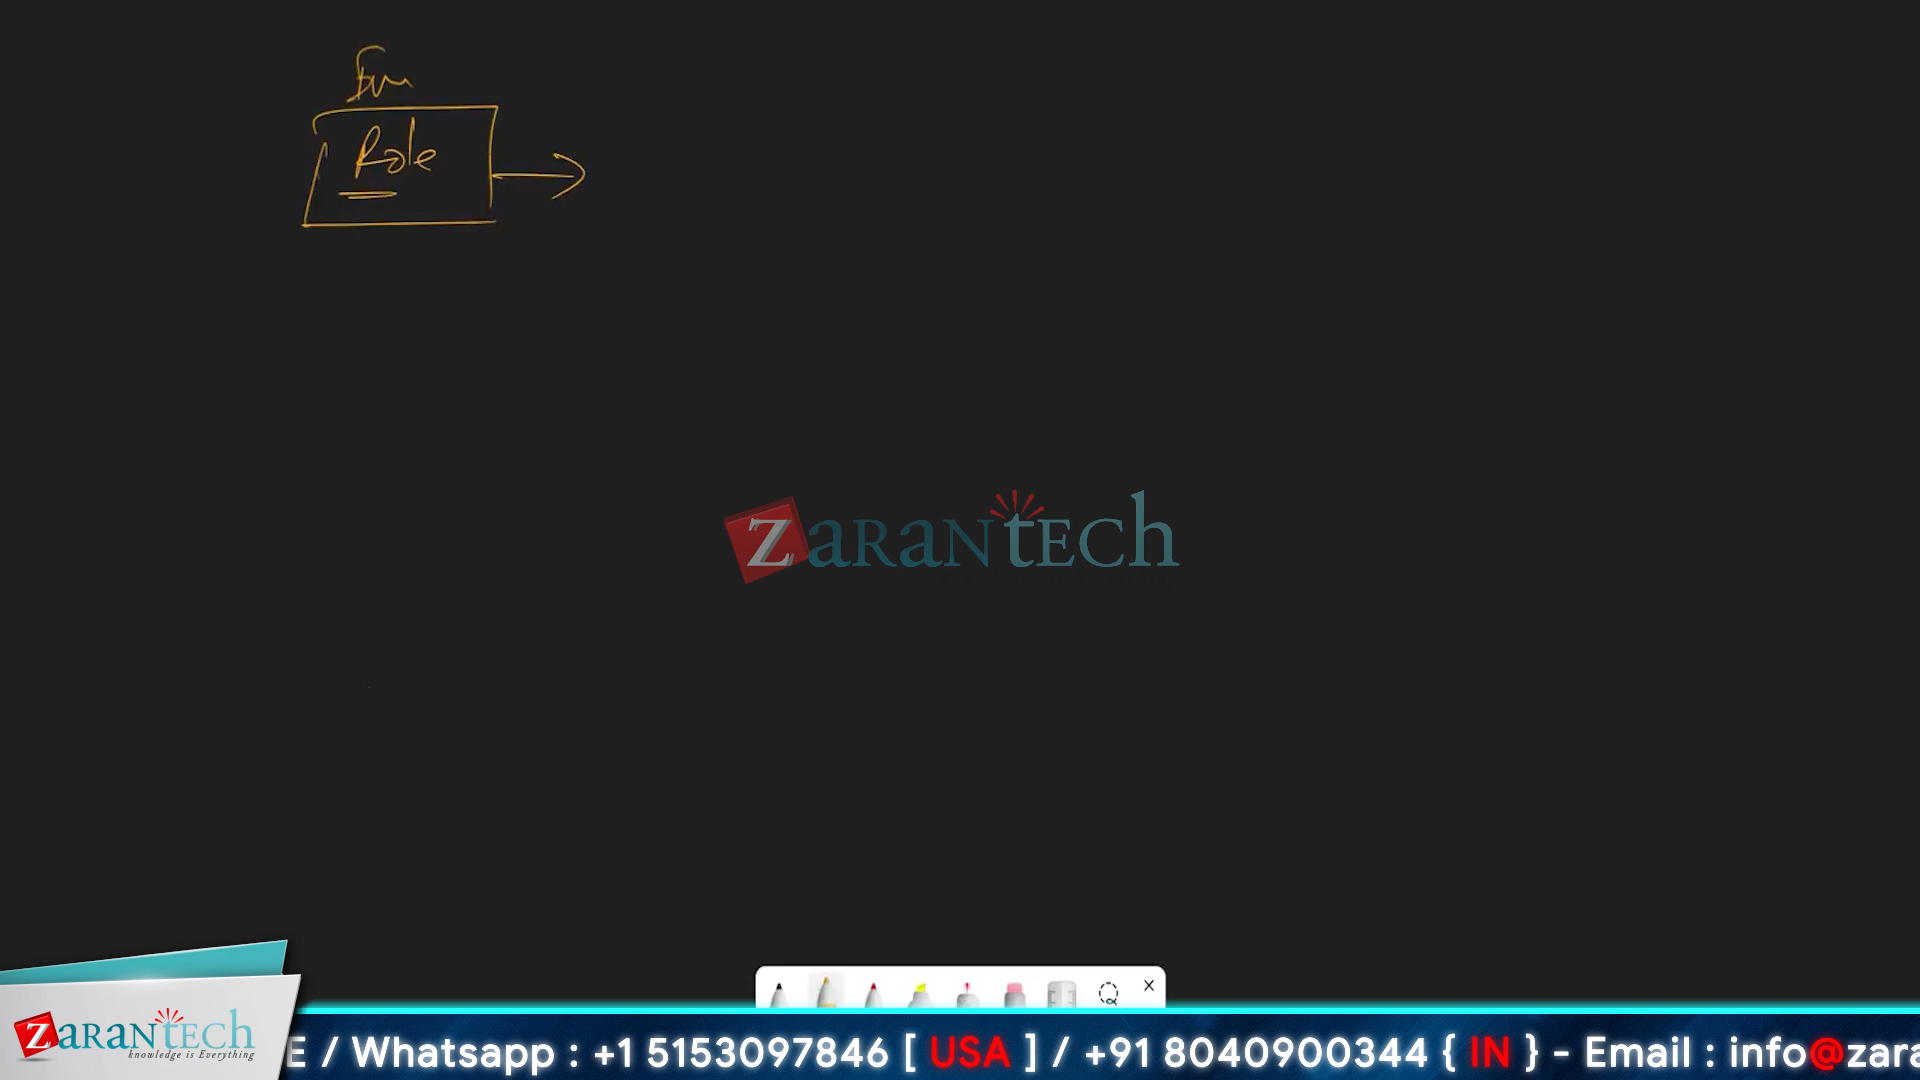 Role
ZaranTech
ZaranTech
knowledge is Everything
E / Whatsapp : +1 5153097846 [ USA ] / +91 8040900344 { IN } - Email : info@zara